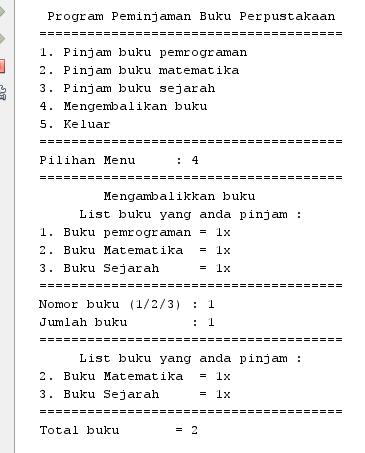 Program Peminjaman Buku Perpustakaan
======================================
1. Pinjam buku pemrograman
2. Pinjam buku matematika
3. Pinjam buku sejarah
4. Mengembalikan buku
5. Keluar
======================================
Pilihan Menu     : 4
======================================
Mengambalikkan buku
List buku yang anda pinjam :
1. Buku pemrograman = 1x
2. Buku Matematika  = 1x
3. Buku Sejarah     = 1x
======================================
Nomor buku (1/2/3) : 1
Jumlah buku        : 1
======================================
List buku yang anda pinjam :
2. Buku Matematika  = 1x
3. Buku Sejarah     = 1x
======================================
Total buku       = 2